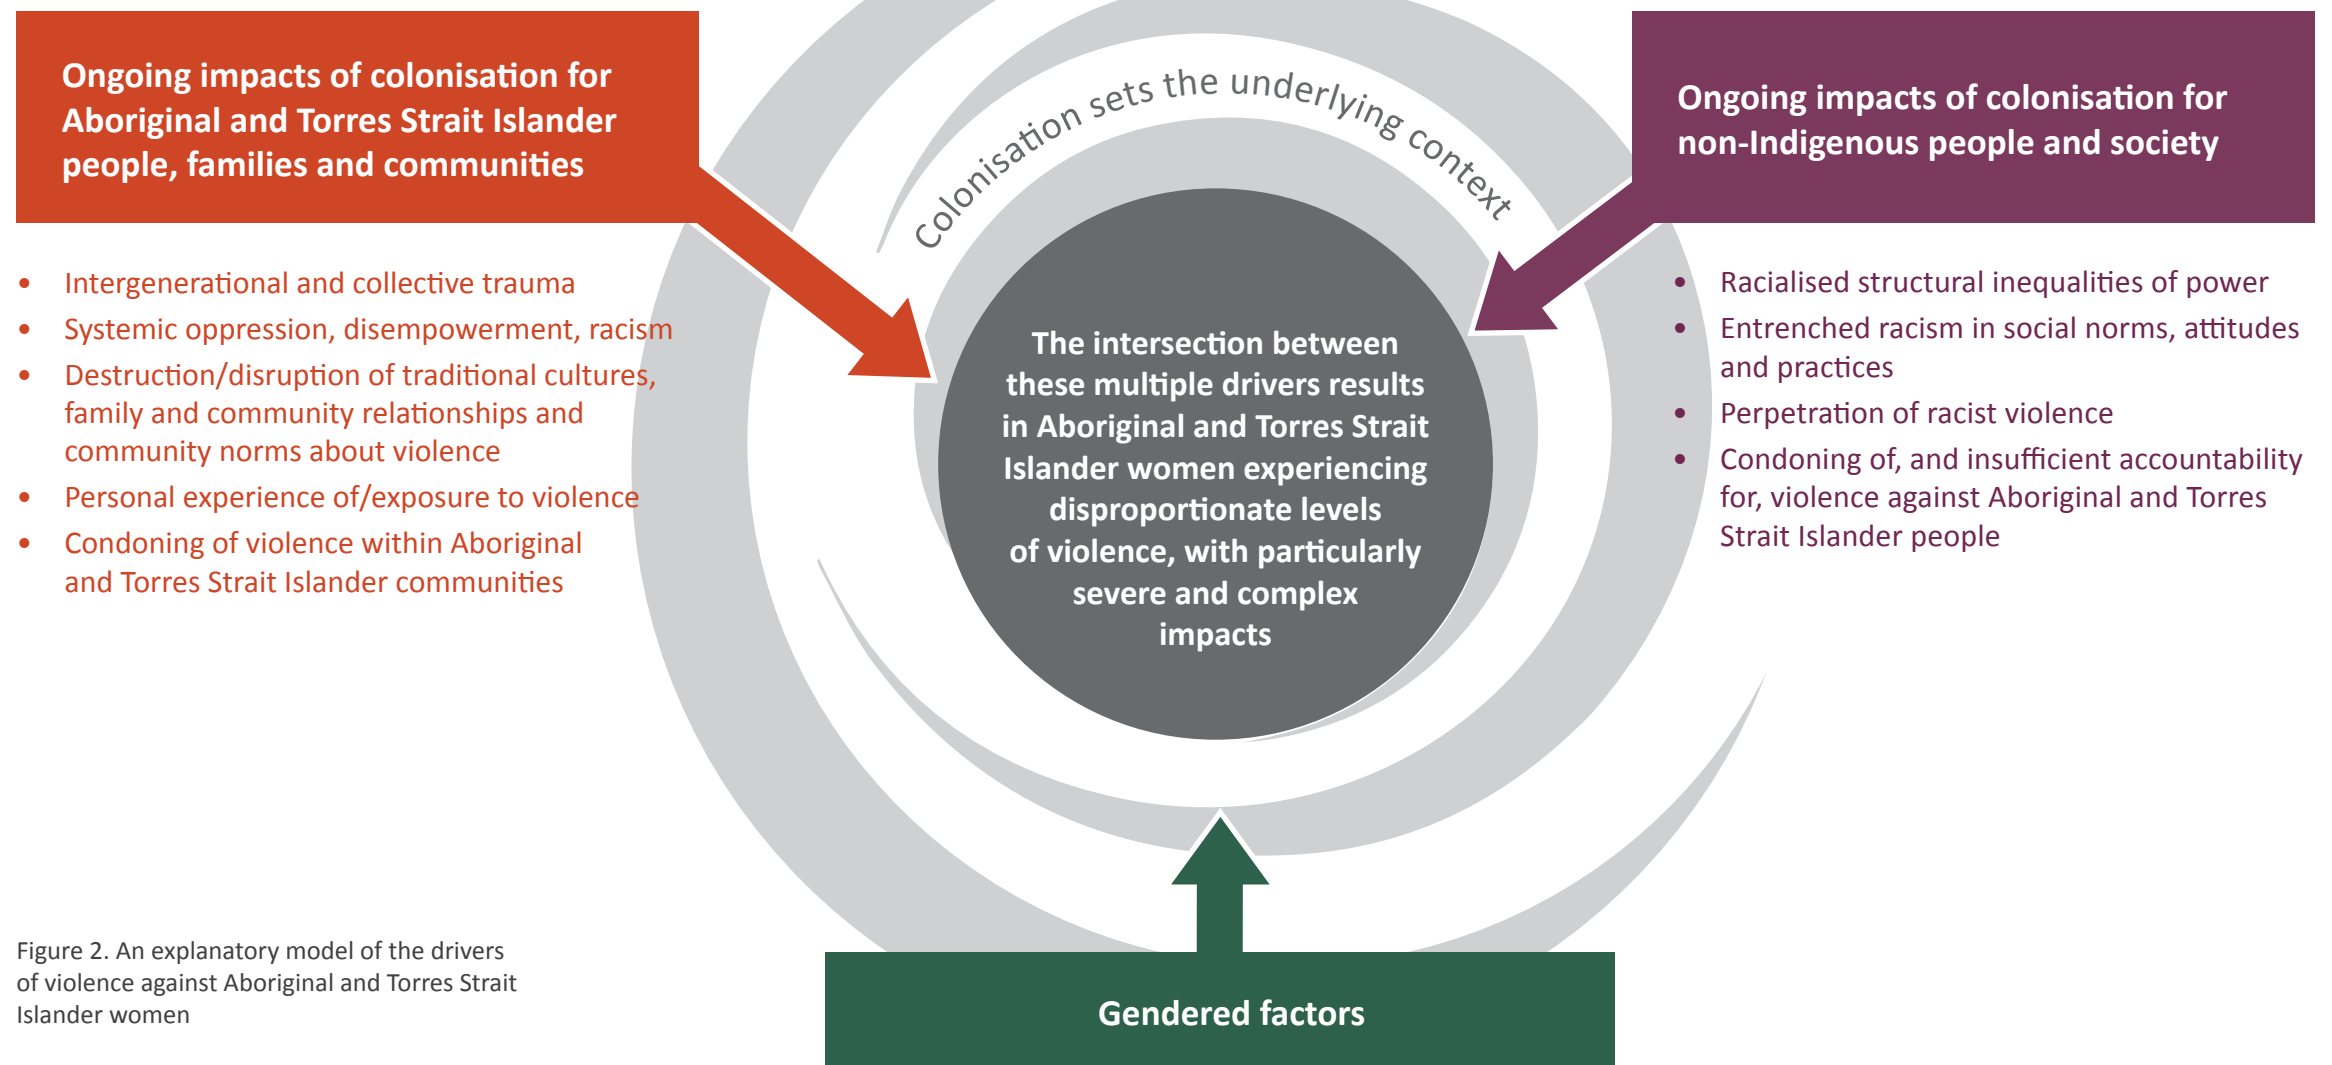 Ongoing impacts of colonisation for
Aboriginal and Torres Strait Islander
people, families and communities
• Intergenerational and collective trauma
• Systemic oppression, disempowerment, racism
• Destruction/disruption of traditional cultures,
family and community relationships and
community norms about violence
• Personal experience of/exposure to violence
• Condoning of violence within Aboriginal
and Torres Strait Islander communities
Colonisation sets the underlying context
The intersection between
these multiple drivers results
in Aboriginal and Torres Strait
Islander women experiencing
disproportionate levels
of violence, with particularly
severe and complex
impacts
Ongoing impacts of colonisation for
non-Indigenous people and society
• Racialised structural inequalities of power
• Entrenched racism in social norms, attitudes
and practices
• Perpetration of racist violence
• Condoning of, and insufficient accountability
for, violence against Aboriginal and Torres
Strait Islander people
Gendered factors
Figure 2. An explanatory model of the drivers
of violence against Aboriginal and Torres Strait
Islander women